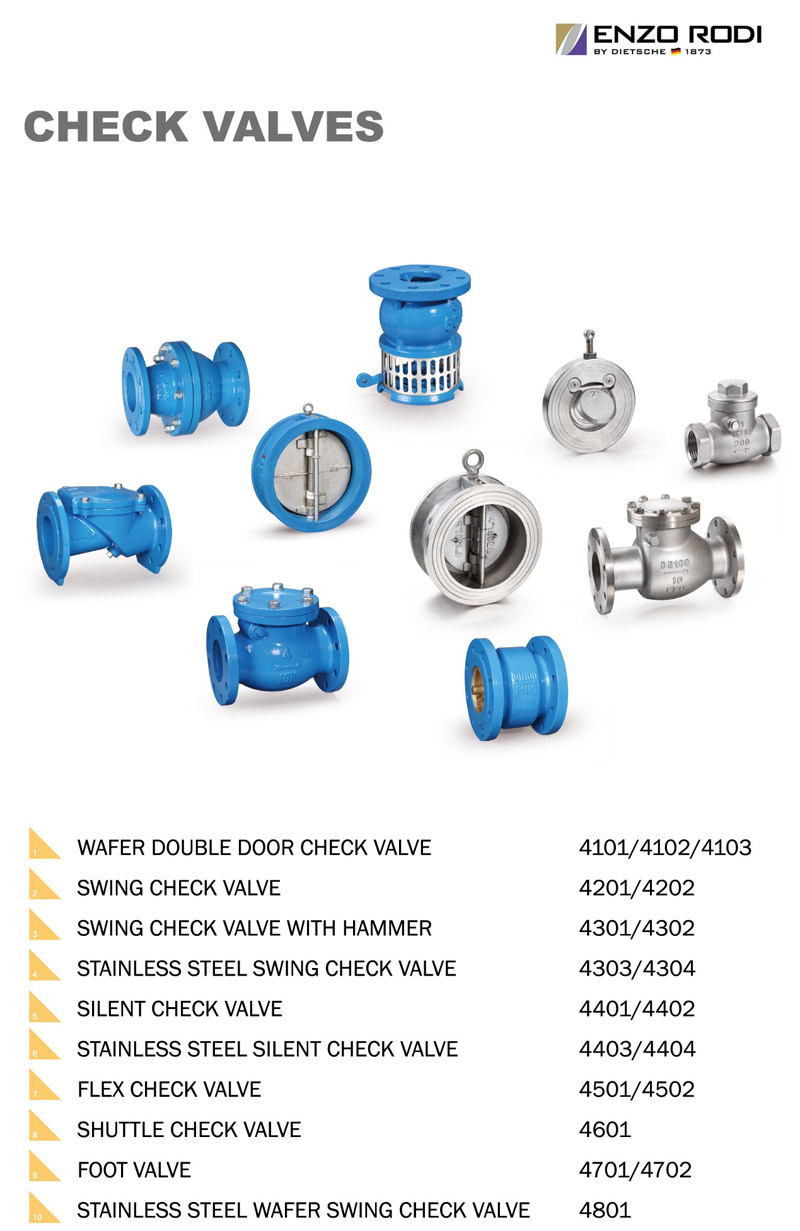 ENZO RODI
BY DIETSCHE 1873
CHECK VALVES
DN100
16
DN100
PN16
1 WAFER DOUBLE DOOR CHECK VALVE 4101/4102/4103
2 SWING CHECK VALVE 4201/4202
3 SWING CHECK VALVE WITH HAMMER 4301/4302
4 STAINLESS STEEL SWING CHECK VALVE 4303/4304
5 SILENT CHECK VALVE 4401/4402
6 STAINLESS STEEL SILENT CHECK VALVE 4403/4404
7 FLEX CHECK VALVE 4501/4502
8 SHUTTLE CHECK VALVE 4601
9 FOOT VALVE 4701/4702
10 STAINLESS STEEL WAFER SWING CHECK VALVE 4801